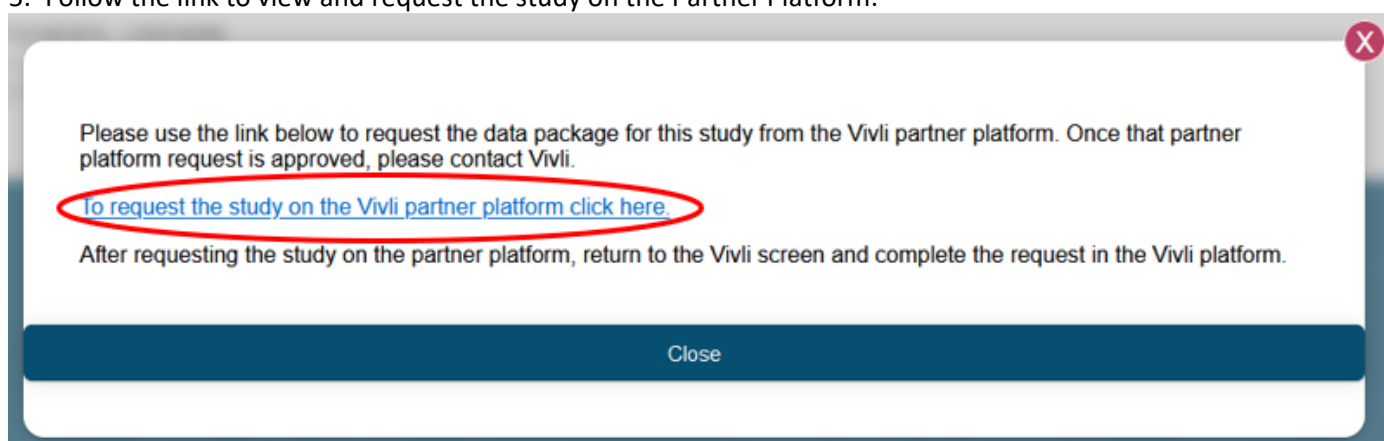 Follow the link to view and request the study on the Partner Platform.
X
Please use the link below to request the data package for this study from the Vivli partner platform. Once that partner
platform request is approved, please contact Vivli.
To request the study on the Vivli partner platform click here.
After requesting the study on the partner platform, return to the Vivli screen and complete the request in the Vivli platform.
Close